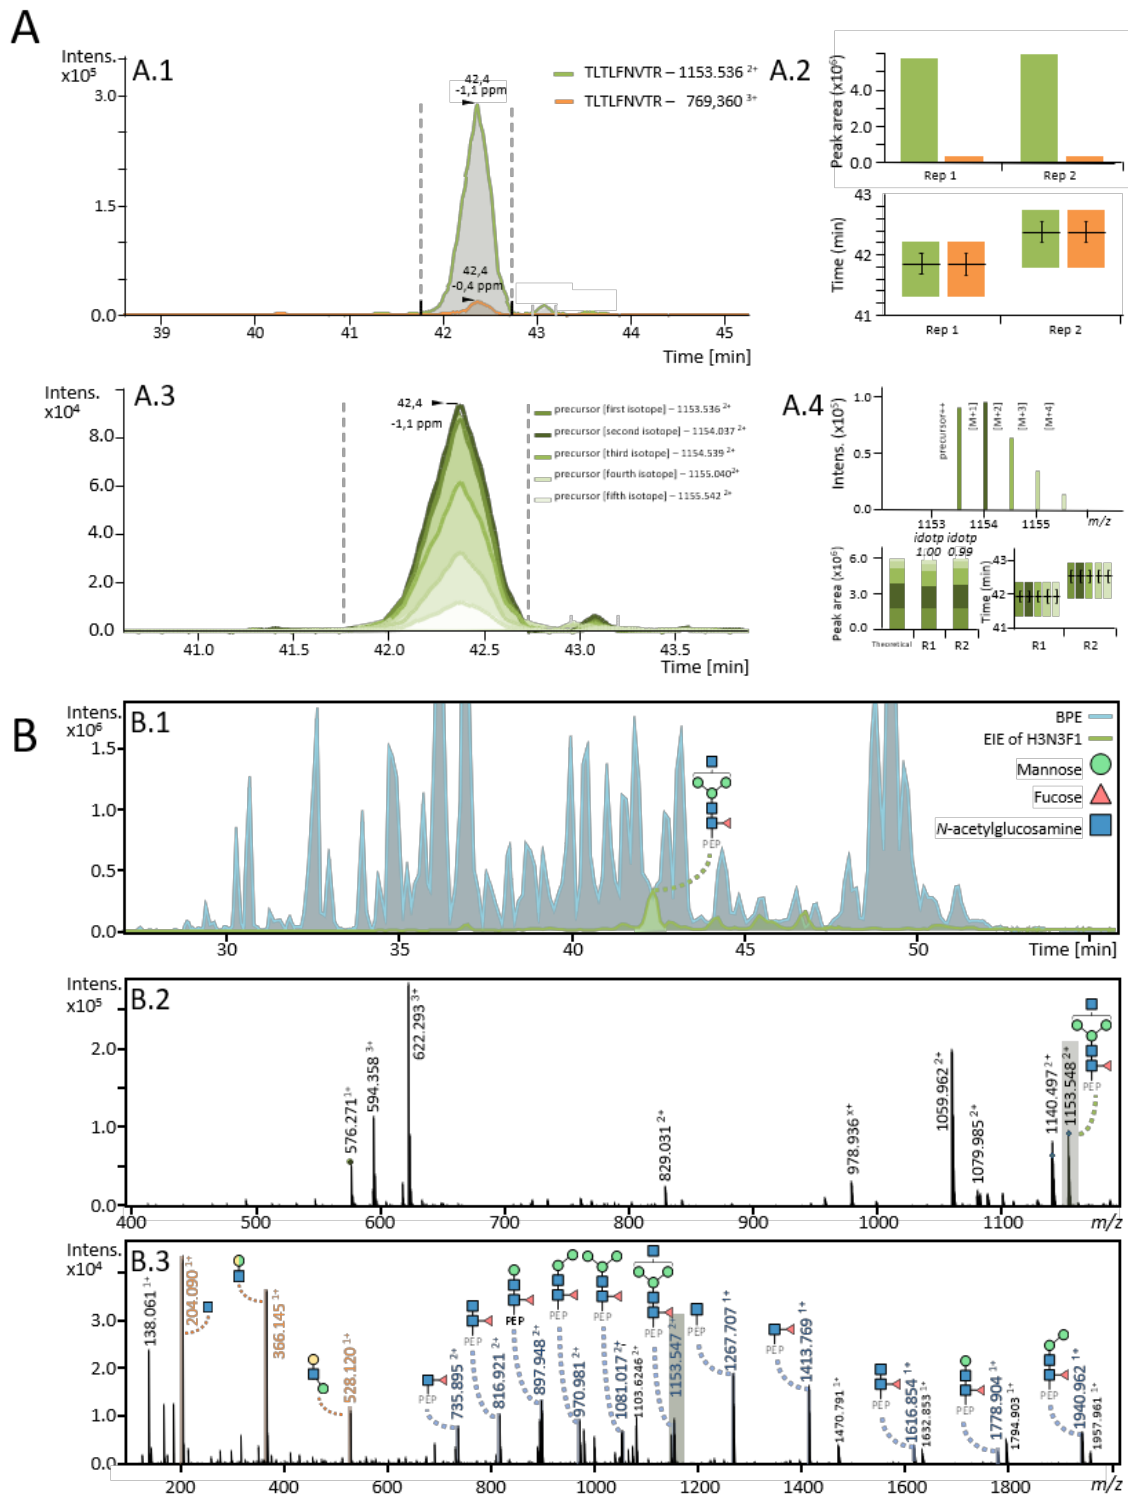 A
A.1
Intens.
x10⁵
3.0
1.5
0.0
42,4
-1,1 ppm
42,4
-0,4 ppm
TLTLFNVTR – 1153.536 ²⁺
TLTLFNVTR – 769,360 ³⁺
39 40 41 42 43 44 45
Time [min]
A.2
Peak area (x10⁶)
4.0
2.0
0.0
Rep 1 Rep 2
Time (min)
43
42
41
Rep 1 Rep 2
A.3
Intens.
x10⁴
8.0
6.0
4.0
2.0
0.0
42,4
-1,1 ppm
precursor [first isotope] – 1153.536 ²⁺
precursor [second isotope] – 1154.037 ²⁺
precursor [third isotope] – 1154.539 ²⁺
precursor [fourth isotope] – 1155.040 ²⁺
precursor [fifth isotope] – 1155.542 ²⁺
41.0 41.5 42.0 42.5 43.0 43.5
Time [min]
A.4
Intens. (x10⁵)
1.0
0.5
0.0
precursor++
[M+1]
[M+2]
[M+3]
[M+4]
1153 1154 1155 m/z
idotp idotp
1.00 0.99
Peak area (x10⁶)
6.0
3.0
0.0
Theoretical R1 R2
Time (min)
43
42
41
R1 R2
B
B.1
Intens.
x10⁶
1.5
1.0
0.5
0.0
BPE
EIE of H3N3F1
Mannose
Fucose
N-acetylglucosamine
PEP
30 35 40 45 50 Time [min]
B.2
Intens.
x10⁵
2.0
1.0
0.0
576.271 ¹⁺
594.358 ³⁺
622.293 ³⁺
829.031 ²⁺
978.936 ˣ⁺
1059.962 ²⁺
1079.985 ²⁺
1140.497 ²⁺
1153.548 ²⁺
PEP
400 500 600 700 800 900 1000 1100 m/z
B.3
Intens.
x10⁴
3.0
2.0
1.0
0.0
138.061 ¹⁺
204.090 ¹⁺
366.145 ¹⁺
528.120 ¹⁺
PEP
735.895 ²⁺
PEP
816.921 ²⁺
PEP
897.948 ²⁺
PEP
970.981 ²⁺
PEP
1081.017 ²⁺
1103.6246 ²⁺
PEP
1153.547 ²⁺
PEP
1267.707 ¹⁺
PEP
1413.769 ¹⁺
1470.791 ¹⁺
PEP
1616.854 ¹⁺
1632.853 ¹⁺
PEP
1778.904 ¹⁺
1794.903 ¹⁺
PEP
1940.962 ¹⁺
1957.961 ¹⁺
200 400 600 800 1000 1200 1400 1600 1800 m/z